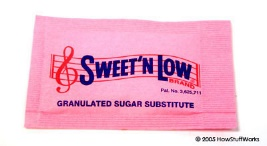 SWEET'N LOW
BRAND®
Pat. No. 3,625,711
GRANULATED SUGAR SUBSTITUTE
© 2005 HowStuffWorks